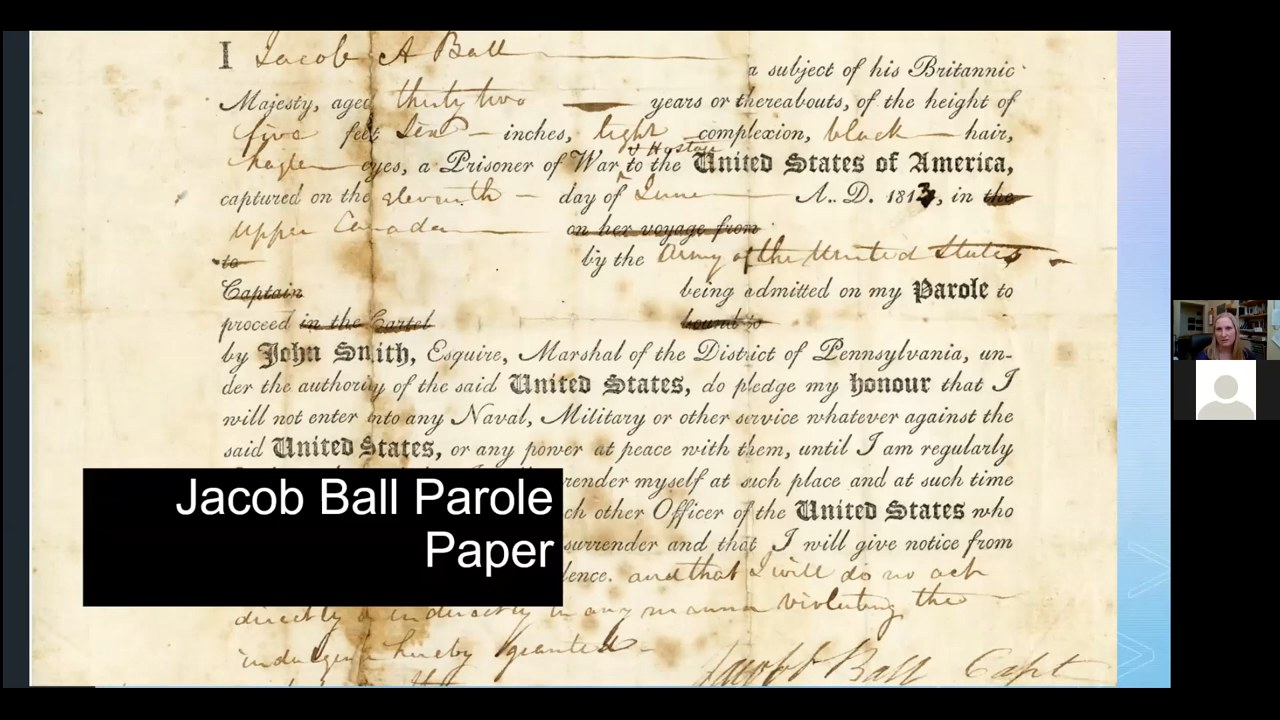 I Jacob A Ball
a subject of his Britannic
Majesty, aged thirty two years or thereabouts, of the height of
five feet Six inches, light complexion, black hair,
& Hostage
hazle eyes, a Prisoner of War to the United States of America,
captured on the eleventh day of June A. D. 1813, in the
Upper Canada on her voyage from
to by the Army of the United States
Captain being admitted on my Parole to
proceed in the Cartel bound to
by John Smith, Esquire, Marshal of the District of Pennsylvania, un-
der the authority of the said United States, do pledge my honour that I
will not enter into any Naval, Military or other service whatever against the
said United States, or any power at peace with them, until I am regularly
render myself at such place and at such time
Jacob Ball Parole
ch other Officer of the United States who
Paper
surrender and that I will give notice from
dence. and that I will do no act
directly or indirectly in any manner violating the
indulgence hereby granted
Jacob Ball Capt